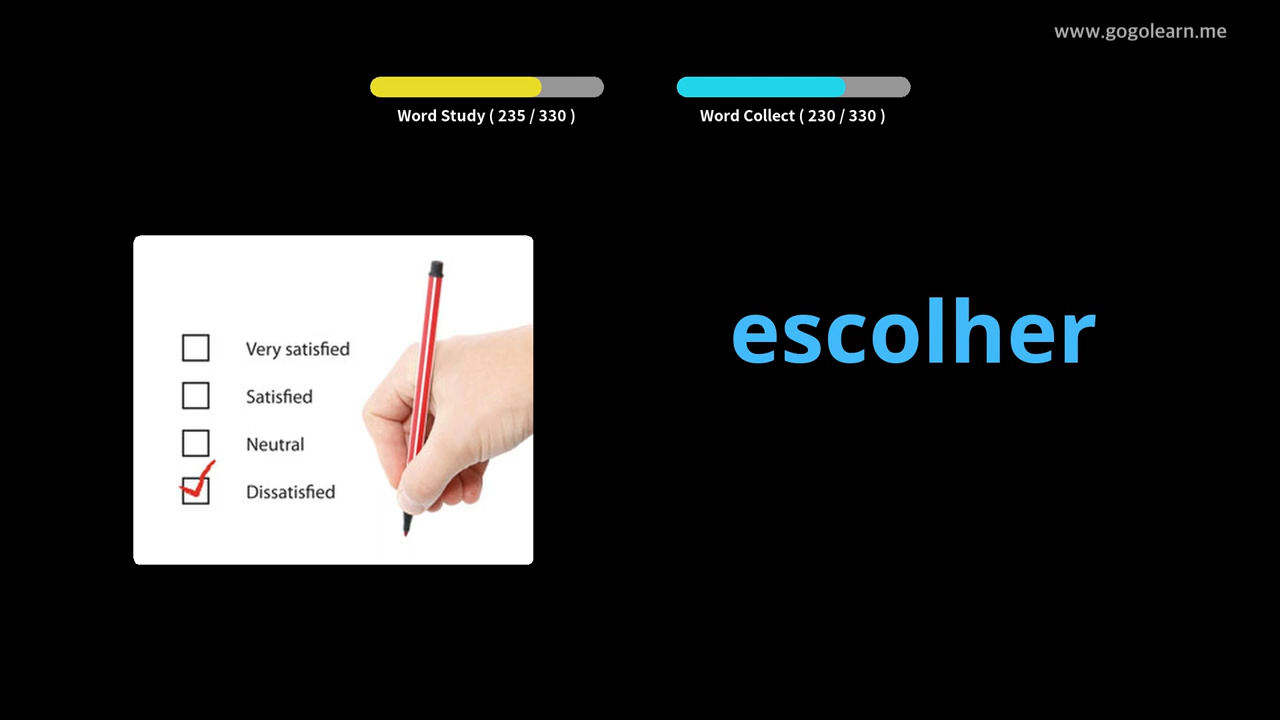 www.gogolearn.me
Word Study ( 235 / 330 )
Word Collect ( 230 / 330 )
Very satisfied
Satisfied
Neutral
Dissatisfied
escolher